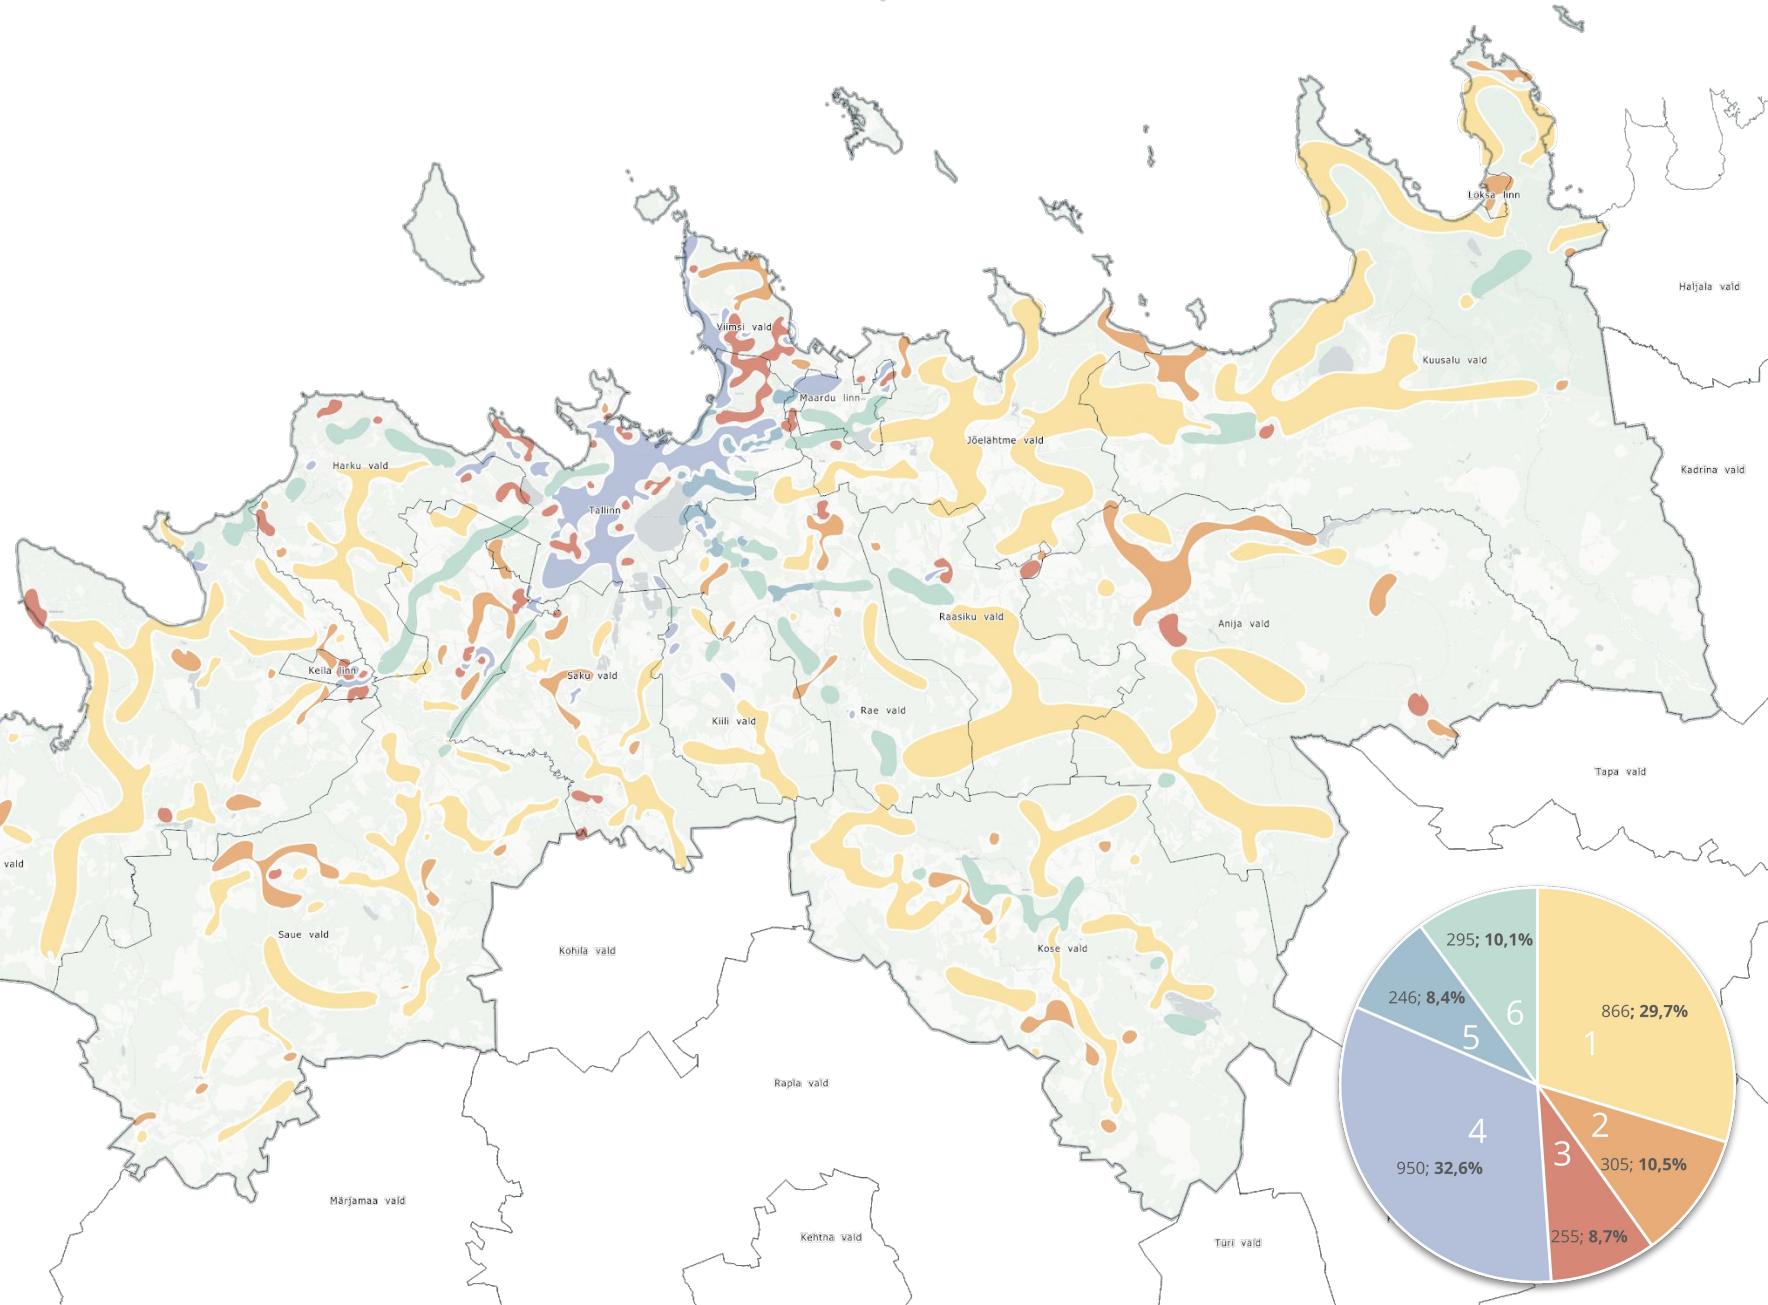 Loksa linn
Haljala vald
Viimsi vald
Kuusalu vald
Maardu linn
Jõelähtme vald
Harku vald
Kadrina vald
Tallinn
Raasiku vald
Anija vald
Keila linn
Saku vald
Rae vald
Kiili vald
Tapa vald
vald
Saue vald
Kose vald
Kohila vald
Rapla vald
Märjamaa vald
Kehtna vald
Türi vald
295; 10,1%
246; 8,4%
866; 29,7%
6
5
1
4
2
3
950; 32,6%
305; 10,5%
255; 8,7%